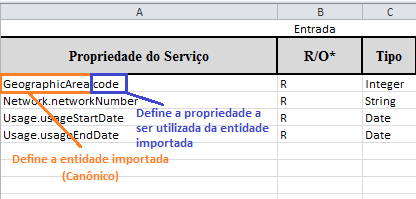 A B C
Entrada
Propriedade do Serviço R/O* Tipo
GeographicArea.code R Integer
Network.networkNumber R String
Usage.usageStartDate R Date
Usage.usageEndDate R Date
Define a propriedade a
ser utilizada da entidade
importada
Define a entidade importada
(Canônico)